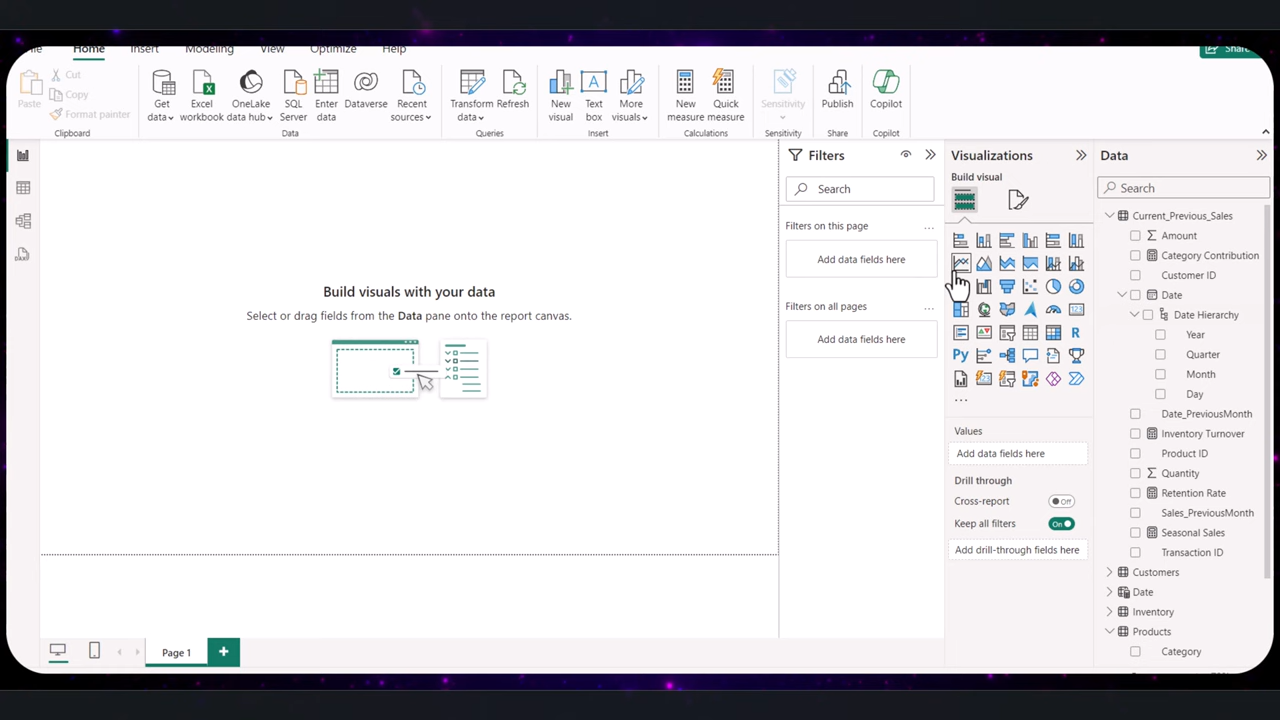 File Home Insert Modeling View Optimize Help Share
Paste Cut Copy Format painter Clipboard
Get data Excel workbook OneLake data hub SQL Server Enter data Dataverse Recent sources Data
Transform data Refresh Queries
New visual Text box More visuals Insert
New measure Quick measure Calculations
Sensitivity Sensitivity
Publish Share
Copilot Copilot
Build visuals with your data
Select or drag fields from the Data pane onto the report canvas.
Page 1
Filters
Search
Filters on this page
...
Add data fields here
Filters on all pages
...
Add data fields here
Visualizations
Build visual
R
Py
...
Values
Add data fields here
Drill through
Cross-report Off
Keep all filters On
Add drill-through fields here
Data
Search
Current_Previous_Sales
Amount
Category Contribution
Customer ID
Date
Date Hierarchy
Year
Quarter
Month
Day
Date_PreviousMonth
Inventory Turnover
Product ID
Quantity
Retention Rate
Sales_PreviousMonth
Seasonal Sales
Transaction ID
Customers
Date
Inventory
Products
Category